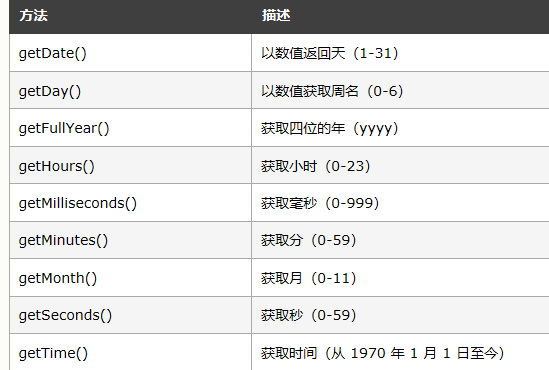 方法 描述
getDate() 以数值返回天（1-31）
getDay() 以数值获取周名（0-6）
getFullYear() 获取四位的年（yyyy）
getHours() 获取小时（0-23）
getMilliseconds() 获取毫秒（0-999）
getMinutes() 获取分（0-59）
getMonth() 获取月（0-11）
getSeconds() 获取秒（0-59）
getTime() 获取时间（从 1970 年 1 月 1 日至今）